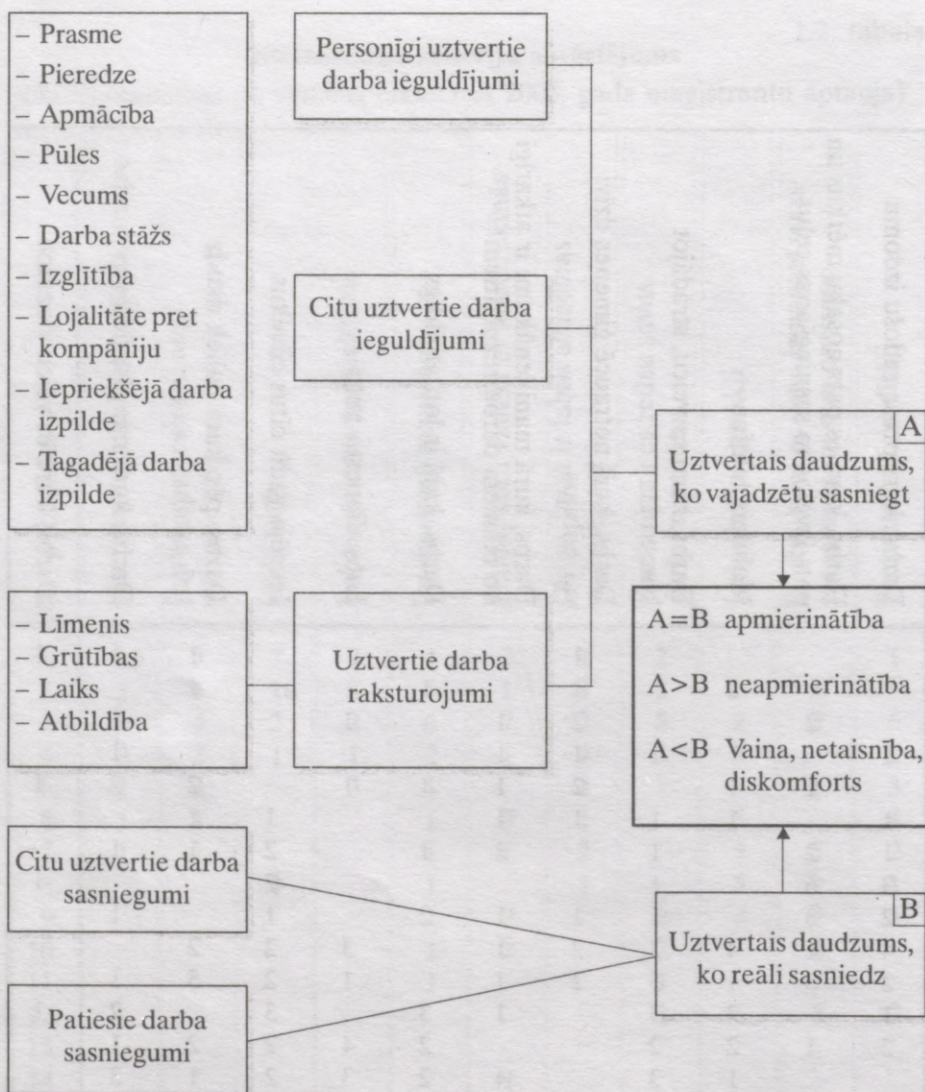 – Prasme
– Pieredze
– Apmācība
– Pūles
– Vecums
– Darba stāžs
– Izglītība
– Lojalitāte pret
kompāniju
– Iepriekšējā darba
izpilde
– Tagadējā darba
izpilde
Personīgi uztvertie
darba ieguldījumi
Citu uztvertie darba
ieguldījumi
– Līmenis
– Grūtības
– Laiks
– Atbildība
Uztvertie darba
raksturojumi
A
Uztvertais daudzums,
ko vajadzētu sasniegt
A=B apmierinātība
A>B neapmierinātība
A<B Vaina, netaisnība,
diskomforts
Citu uztvertie darba
sasniegumi
Patiesie darba
sasniegumi
B
Uztvertais daudzums,
ko reāli sasniedz